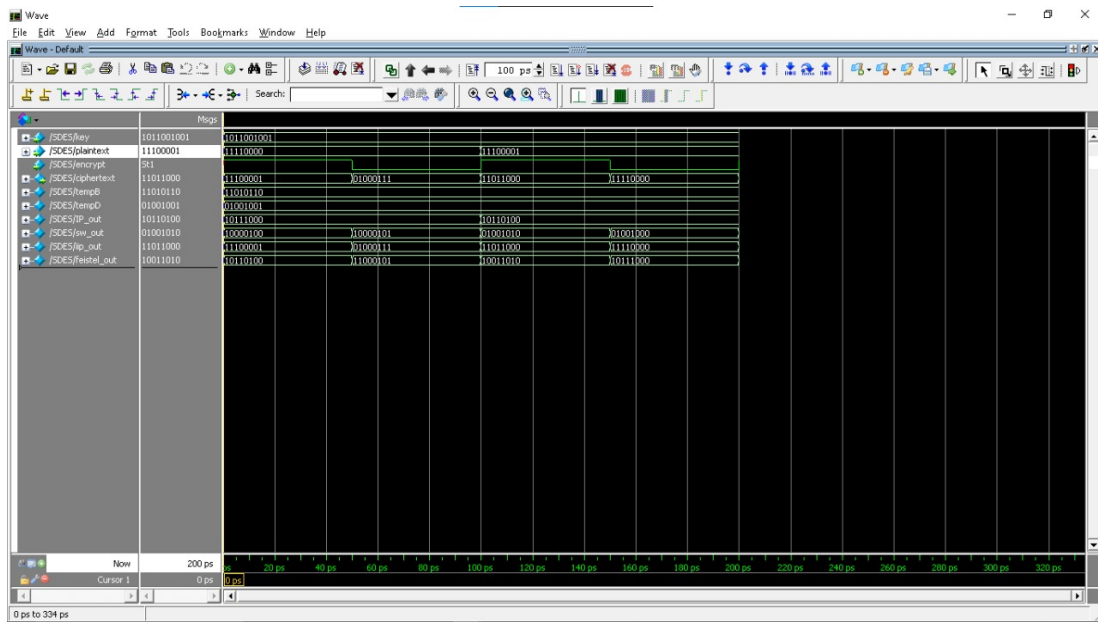 Wave
File Edit View Add Format Tools Bookmarks Window Help
Wave - Default
100 ps
Search:
Msgs
/SDES/key 1011001001 1011001001
/SDES/plaintext 11100001 11110000 11100001
/SDES/encrypt St1
/SDES/ciphertext 11011000 11100001 01000111 11011000 11110000
/SDES/tempB 11010110 11010110
/SDES/tempD 01001001 01001001
/SDES/IP_out 10110100 10111000 10110100
/SDES/sw_out 01001010 10000100 10000101 01001010 01001000
/SDES/iip_out 11011000 11100001 01000111 11011000 11110000
/SDES/feistel_out 10011010 10110100 11000101 10011010 10111000
Now 200 ps ps 20 ps 40 ps 60 ps 80 ps 100 ps 120 ps 140 ps 160 ps 180 ps 200 ps 220 ps 240 ps 260 ps 280 ps 300 ps 320 ps
Cursor 1 0 ps 0 ps
0 ps to 334 ps